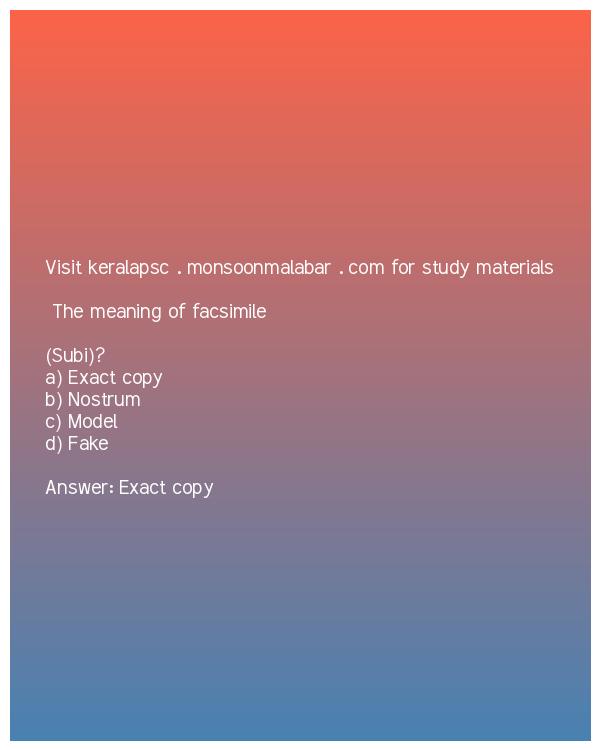 Visit keralapsc . monsoonmalabar . com for study materials
The meaning of facsimile
(Subi)?
a) Exact copy
b) Nostrum
c) Model
d) Fake
Answer: Exact copy